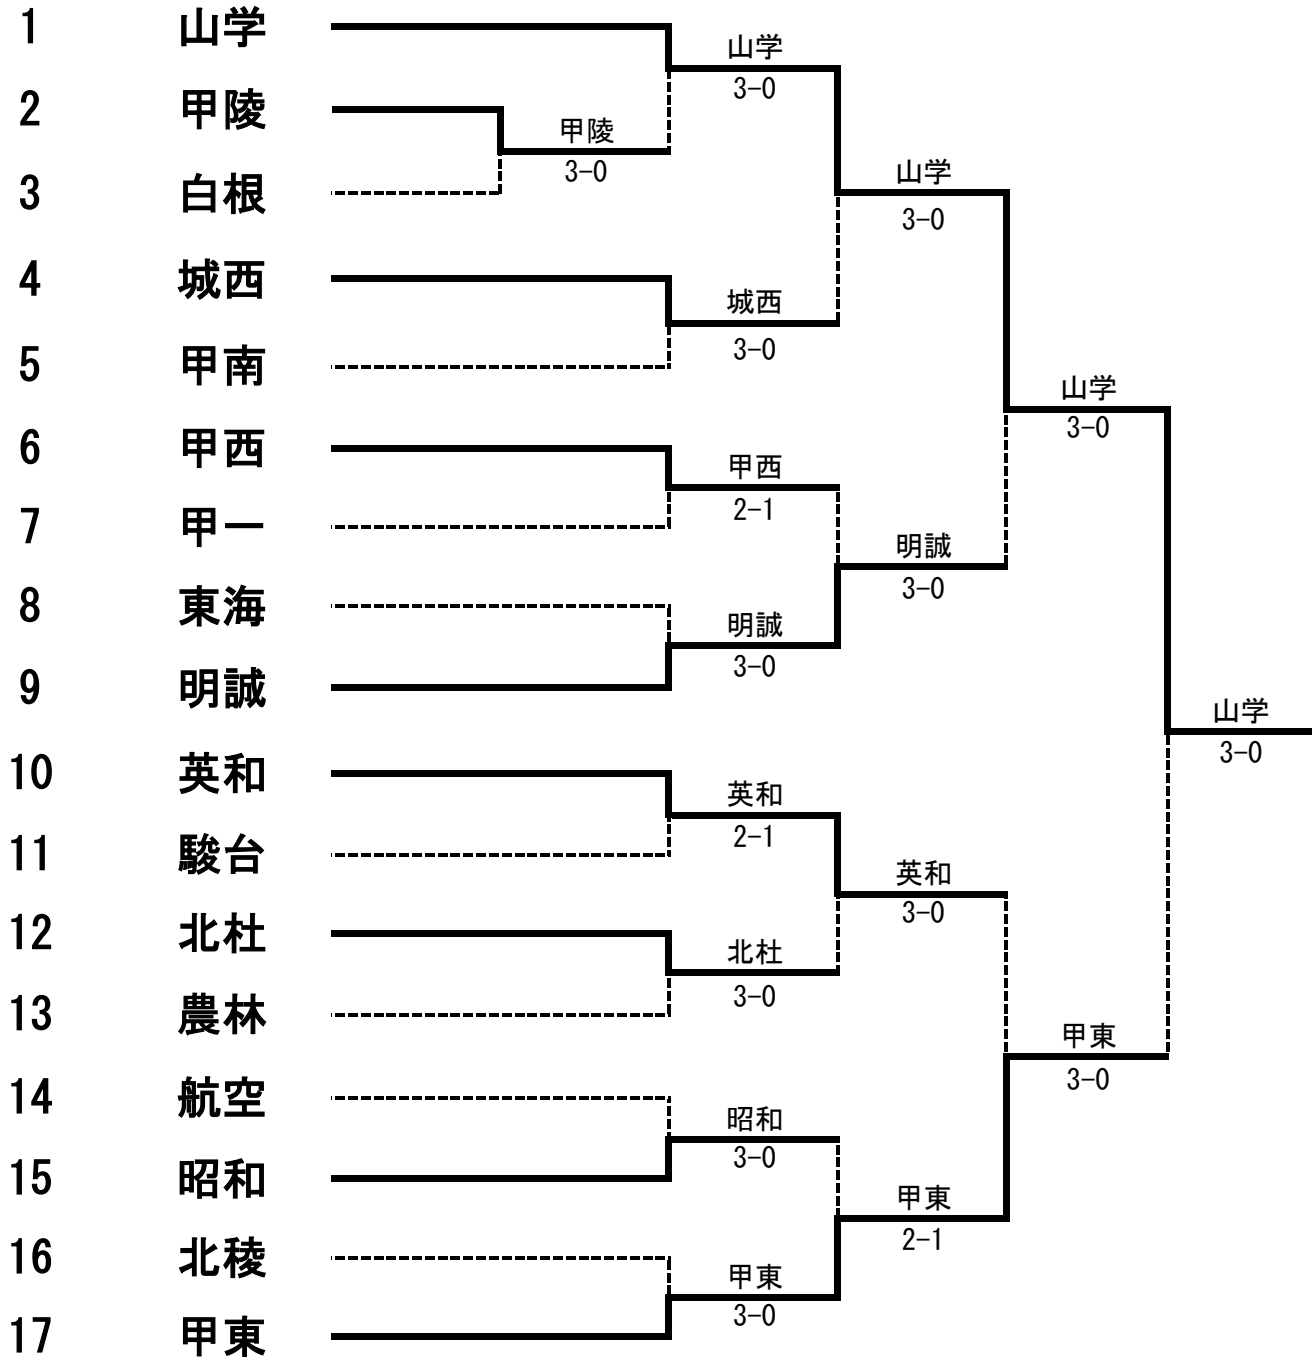 1 山学
2 甲陵
3 白根
4 城西
5 甲南
6 甲西
7 甲一
8 東海
9 明誠
10 英和
11 駿台
12 北杜
13 農林
14 航空
15 昭和
16 北稜
17 甲東
甲陵
3-0
山学
3-0
城西
3-0
甲西
2-1
明誠
3-0
英和
2-1
北杜
3-0
昭和
3-0
甲東
3-0
山学
3-0
明誠
3-0
英和
3-0
甲東
2-1
山学
3-0
甲東
3-0
山学
3-0